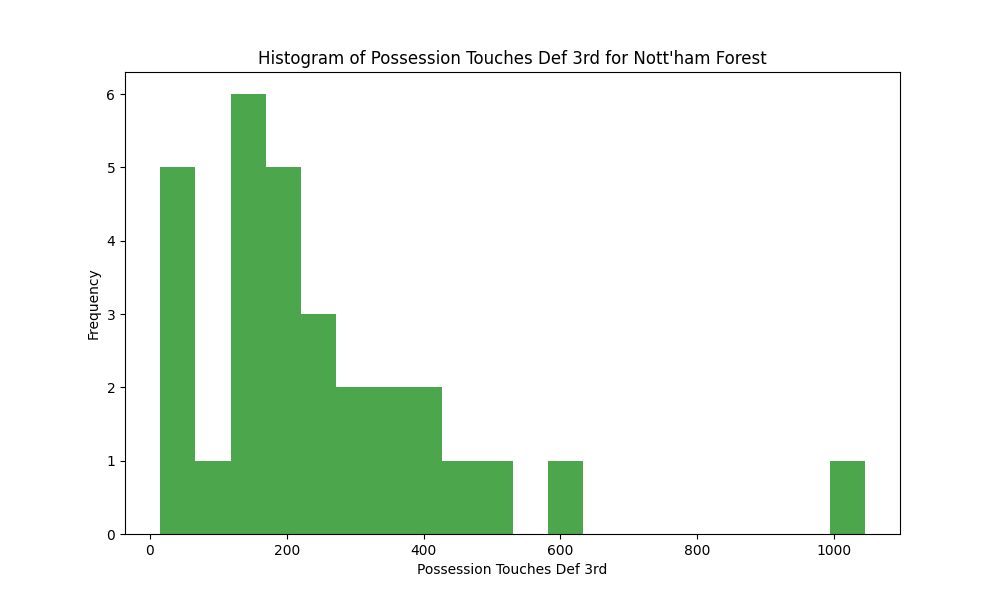 Histogram of Possession Touches Def 3rd for Nott'ham Forest
6
5
4
3
2
1
0
Frequency
0 200 400 600 800 1000
Possession Touches Def 3rd